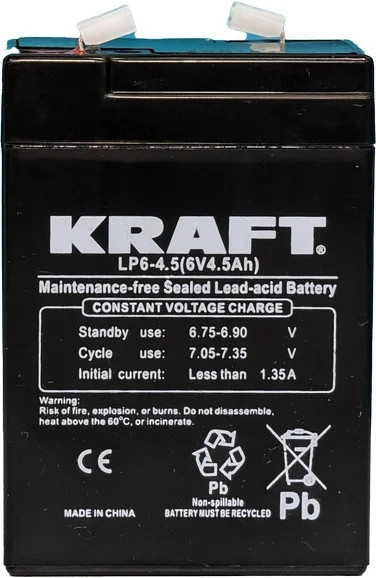 KRAFT®
LP6-4.5(6V4.5Ah)
Maintenance-free Sealed Lead-acid Battery
CONSTANT VOLTAGE CHARGE
Standby use: 6.75-6.90 V
Cycle use: 7.05-7.35 V
Initial current: Less than 1.35A
Warning:
Risk of fire, explosion, or burns. Do not disassemble,
heat above the 60°C, or incinerate.
CE
Pb
Pb
Non-spillable
MADE IN CHINA
BATTERY MUST BE RECYCLED